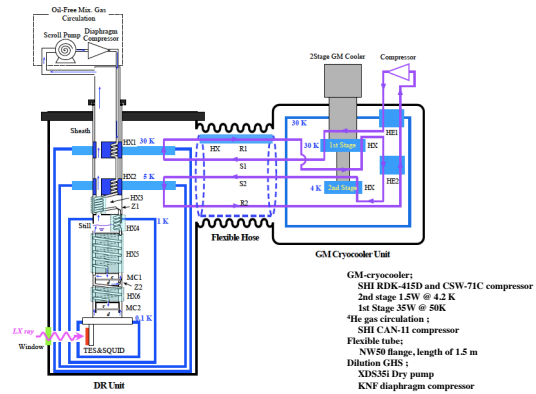 Oil-Free Mix. Gas
Circulation
Scroll Pump
Diaphragm
Compressor
2Stage GM Cooler
Compressor
Sheath
HX1 30 K
HX2 5 K
HX3
Z1
Still
1 K
HX4
HX5
MC1
Z2
HX6
MC2
0.1 K
LX ray
Window
TES&SQUID
DR Unit
HX
R1
S1
S2
R2
Flexible Hose
30 K
HE1
30 K
1st Stage
HX
HE2
4 K
2nd Stage
HX
GM Cryocooler Unit
GM-cryocooler;
SHI RDK-415D and CSW-71C compressor
2nd stage 1.5W @ 4.2 K
1st Stage 35W @ 50K
⁴He gas circulation ;
SHI CAN-11 compressor
Flexible tube;
NW50 flange, length of 1.5 m
Dilution GHS ;
XDS35i Dry pump
KNF diaphragm compressor